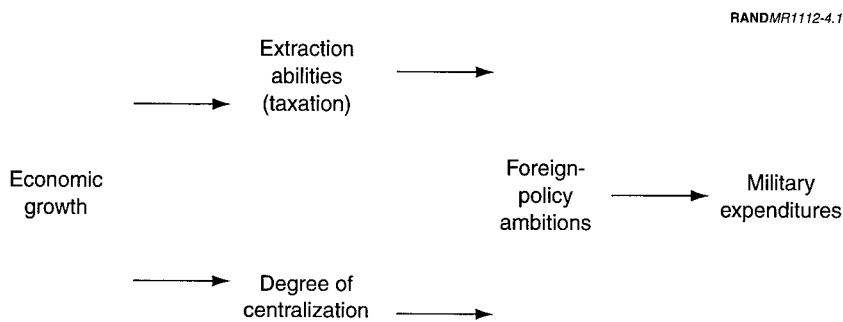 RANDMR1112-4.1
Extraction
abilities
(taxation)
Economic
growth
Foreign-
policy
ambitions
Military
expenditures
Degree of
centralization